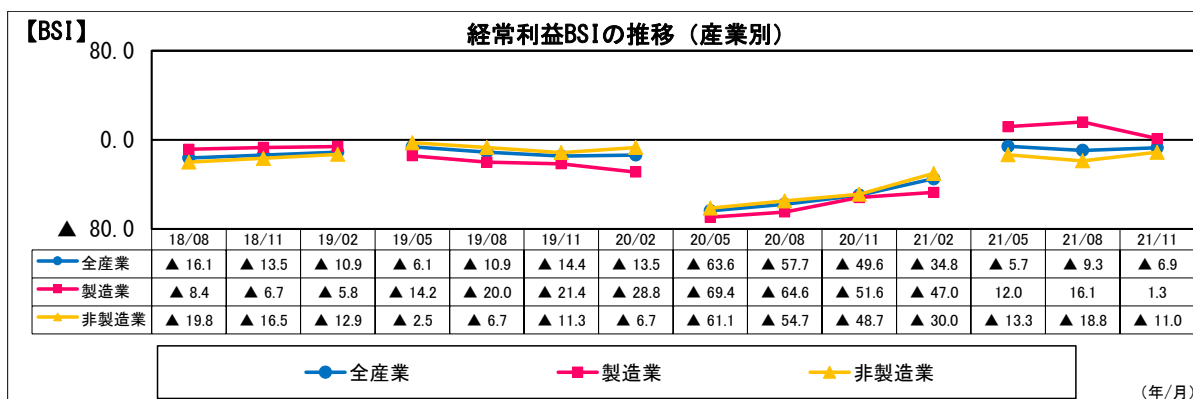 【BSI】
経常利益BSIの推移（産業別）
80.0
0.0
▲ 80.0
18/08 18/11 19/02 19/05 19/08 19/11 20/02 20/05 20/08 20/11 21/02 21/05 21/08 21/11
全産業 ▲ 16.1 ▲ 13.5 ▲ 10.9 ▲ 6.1 ▲ 10.9 ▲ 14.4 ▲ 13.5 ▲ 63.6 ▲ 57.7 ▲ 49.6 ▲ 34.8 ▲ 5.7 ▲ 9.3 ▲ 6.9
製造業 ▲ 8.4 ▲ 6.7 ▲ 5.8 ▲ 14.2 ▲ 20.0 ▲ 21.4 ▲ 28.8 ▲ 69.4 ▲ 64.6 ▲ 51.6 ▲ 47.0 12.0 16.1 1.3
非製造業 ▲ 19.8 ▲ 16.5 ▲ 12.9 ▲ 2.5 ▲ 6.7 ▲ 11.3 ▲ 6.7 ▲ 61.1 ▲ 54.7 ▲ 48.7 ▲ 30.0 ▲ 13.3 ▲ 18.8 ▲ 11.0
全産業 製造業 非製造業
（年/月）